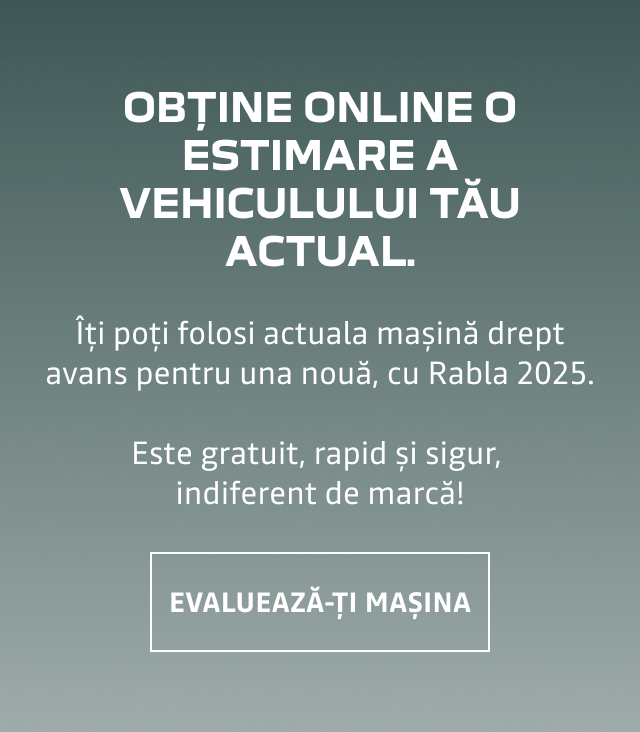 OBȚINE ONLINE O
ESTIMARE A
VEHICULULUI TĂU
ACTUAL.
Îți poți folosi actuala mașină drept
avans pentru una nouă, cu Rabla 2025.
Este gratuit, rapid și sigur,
indiferent de marcă!
EVALUEAZĂ-ȚI MAȘINA